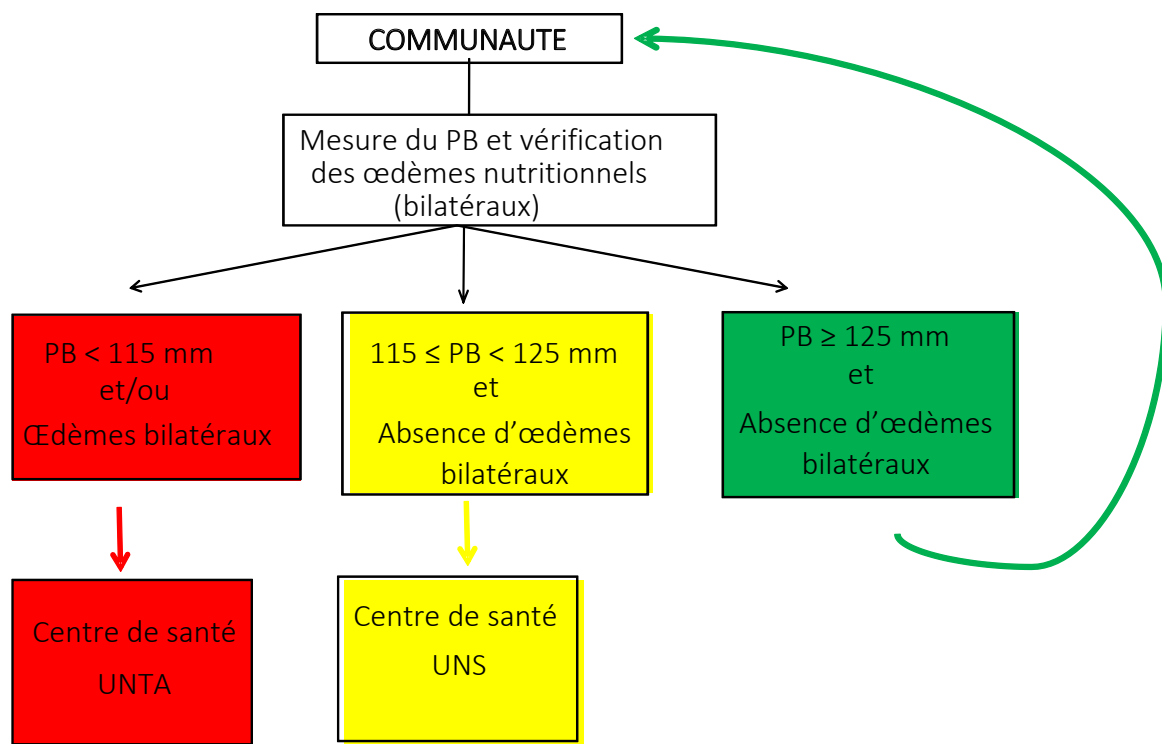 COMMUNAUTE
Mesure du PB et vérification
des œdèmes nutritionnels
(bilatéraux)
PB < 115 mm
et/ou
Œdèmes bilatéraux
115 ≤ PB < 125 mm
et
Absence d’œdèmes
bilatéraux
PB ≥ 125 mm
et
Absence d’œdèmes
bilatéraux
Centre de santé
UNTA
Centre de santé
UNS